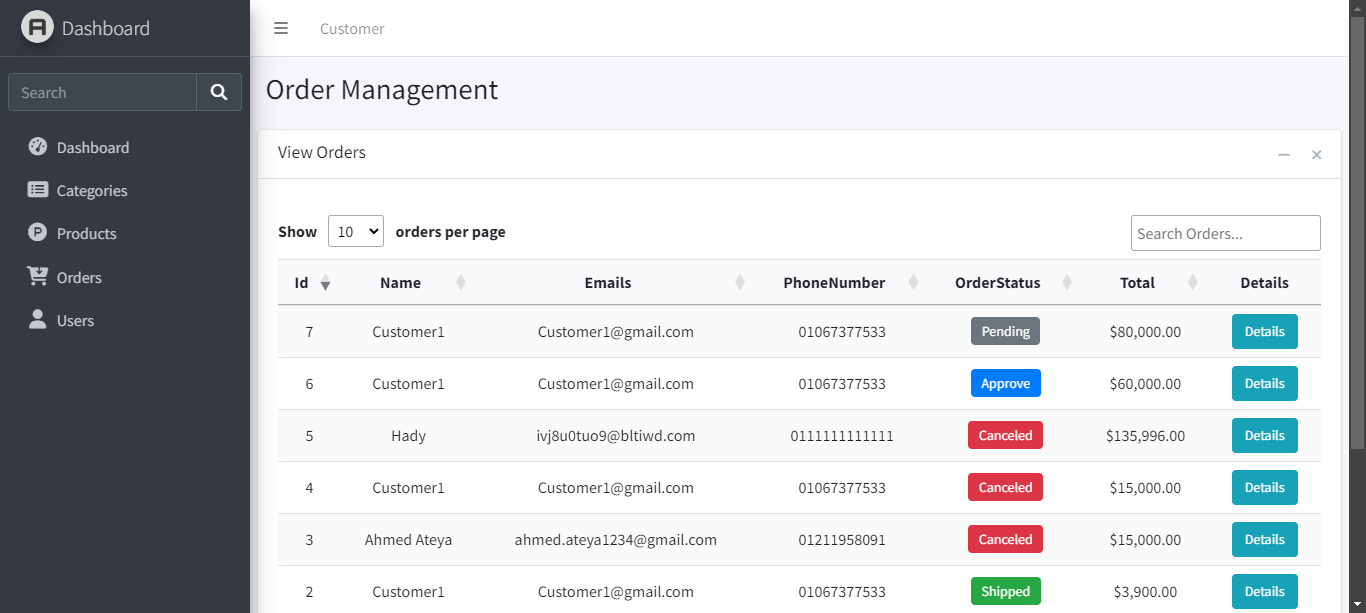 Dashboard
Customer
Search
Dashboard
Categories
Products
Orders
Users
Order Management
View Orders
Show 10 orders per page
Search Orders...
Id Name Emails PhoneNumber OrderStatus Total Details
7 Customer1 Customer1@gmail.com 01067377533 Pending $80,000.00 Details
6 Customer1 Customer1@gmail.com 01067377533 Approve $60,000.00 Details
5 Hady ivj8u0tuo9@bltiwd.com 0111111111111 Canceled $135,996.00 Details
4 Customer1 Customer1@gmail.com 01067377533 Canceled $15,000.00 Details
3 Ahmed Ateya ahmed.ateya1234@gmail.com 01211958091 Canceled $15,000.00 Details
2 Customer1 Customer1@gmail.com 01067377533 Shipped $3,900.00 Details